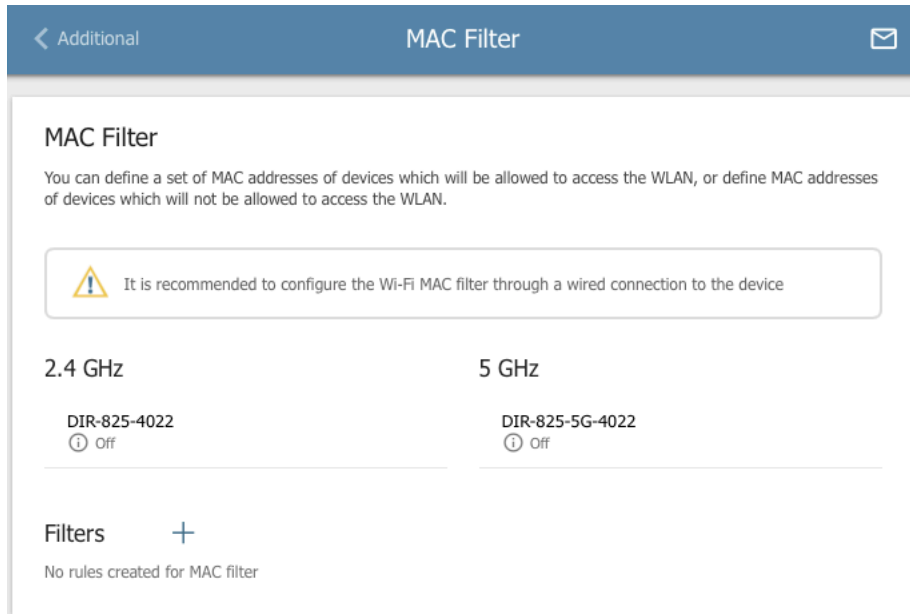 Additional
MAC Filter
MAC Filter
You can define a set of MAC addresses of devices which will be allowed to access the WLAN, or define MAC addresses
of devices which will not be allowed to access the WLAN.
It is recommended to configure the Wi-Fi MAC filter through a wired connection to the device
2.4 GHz
5 GHz
DIR-825-4022
Off
DIR-825-5G-4022
Off
Filters
No rules created for MAC filter